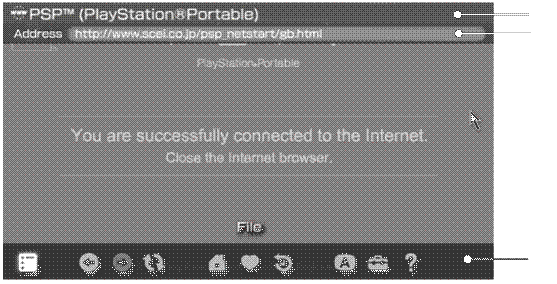 www PSP™ (PlayStation®Portable)
Address http://www.scei.co.jp/psp_netstart/gb.html
PlayStation®Portable
You are successfully connected to the Internet.
Close the Internet browser.
File
A
?